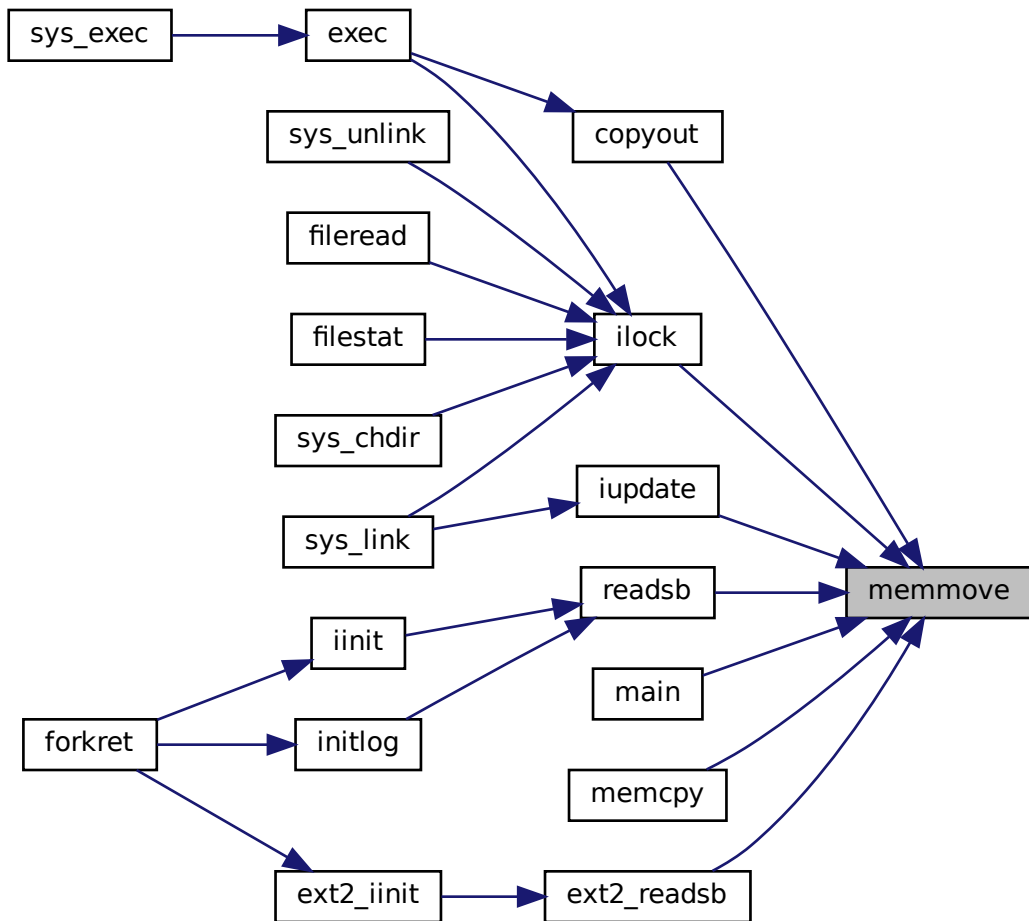 sys_exec
exec
sys_unlink
copyout
fileread
filestat
ilock
sys_chdir
iupdate
sys_link
readsb
memmove
iinit
main
forkret
initlog
memcpy
ext2_iinit
ext2_readsb